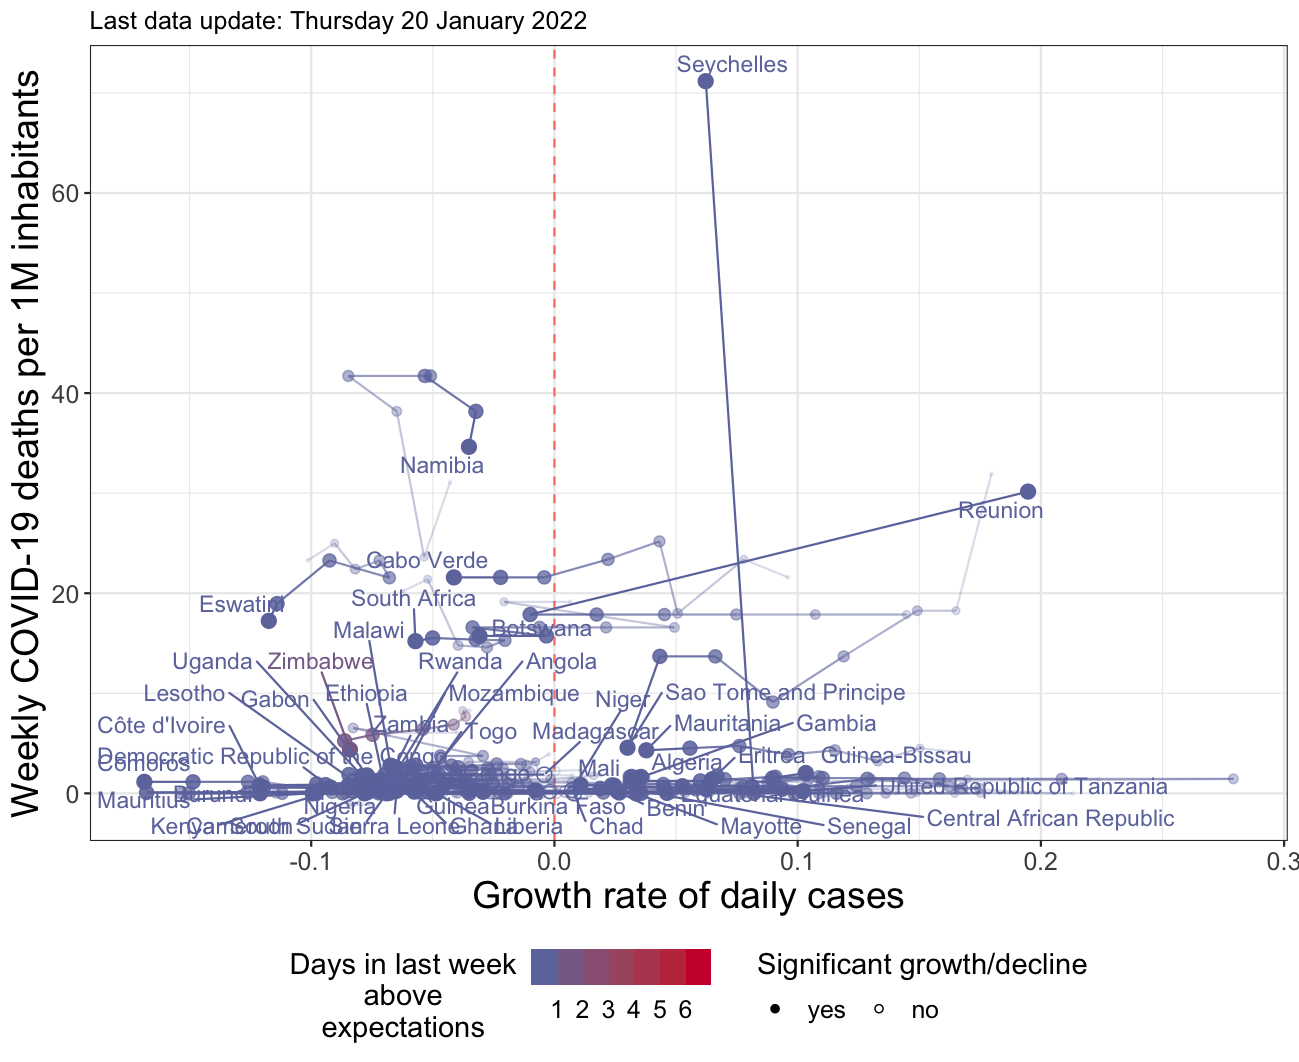 Last data update: Thursday 20 January 2022
Weekly COVID-19 deaths per 1M inhabitants
Seychelles
60
40
Namibia
Réunion
Cabo Verde
20
Eswatini
South Africa
Malawi
Botswana
Uganda
Zimbabwe
Rwanda
Angola
Lesotho
Gabon
Ethiopia
Mozambique
Niger
Sao Tome and Principe
Côte d'Ivoire
Zambia
Togo
Madagascar
Mauritania
Gambia
Democratic Republic of the Congo
Comoros
Mali
Algeria
Eritrea
Guinea-Bissau
Congo
0
Mauritius
Burundi
Nigeria
Guinea
Burkina Faso
Benin
Equatorial Guinea
United Republic of Tanzania
Kenya
Cameroon
South Sudan
Sierra Leone
Ghana
Liberia
Chad
Mayotte
Senegal
Central African Republic
-0.1
0.0
0.1
0.2
0.3
Growth rate of daily cases
Days in last week
above
expectations
1 2 3 4 5 6
Significant growth/decline
yes
no